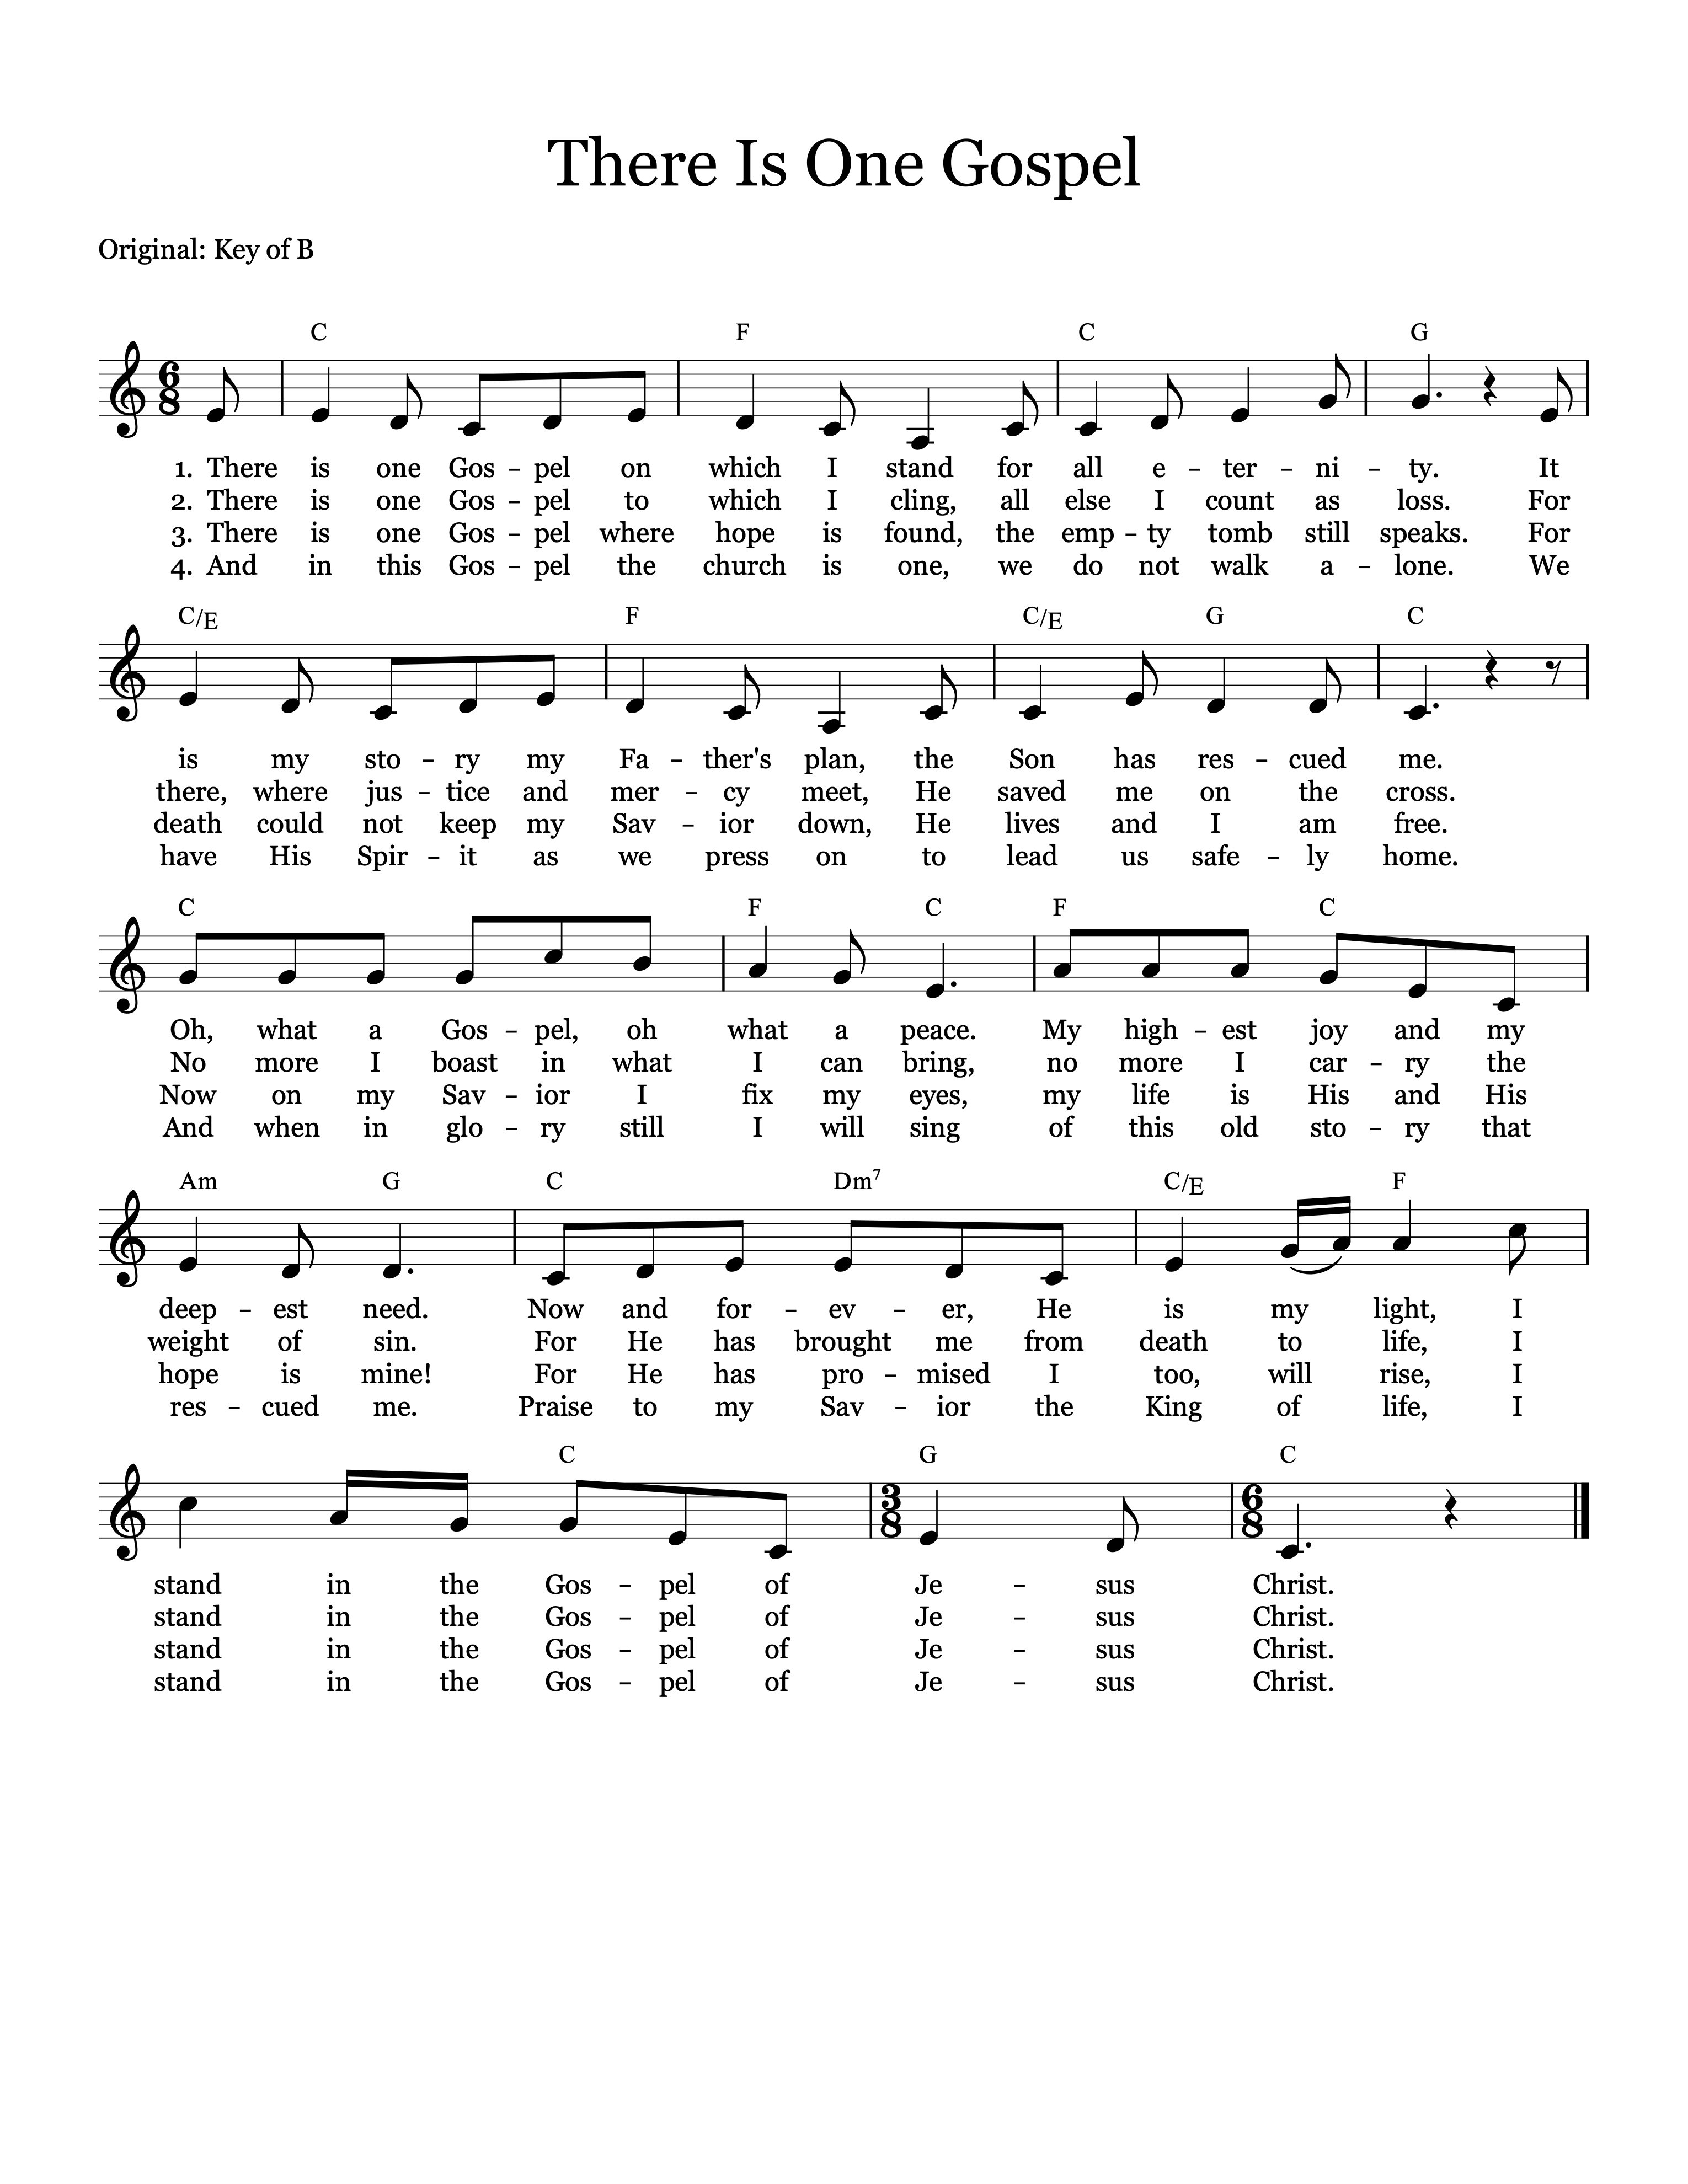 There Is One Gospel
Original: Key of B
C F C G
6 8
1. There is one Gos - pel on which I stand for all e - ter - ni - ty. It
2. There is one Gos - pel to which I cling, all else I count as loss. For
3. There is one Gos - pel where hope is found, the emp - ty tomb still speaks. For
4. And in this Gos - pel the church is one, we do not walk a - lone. We
C/E F C/E G C
is my sto - ry my Fa - ther's plan, the Son has res - cued me.
there, where jus - tice and mer - cy meet, He saved me on the cross.
death could not keep my Sav - ior down, He lives and I am free.
have His Spir - it as we press on to lead us safe - ly home.
C F C F C
Oh, what a Gos - pel, oh what a peace. My high - est joy and my
No more I boast in what I can bring, no more I car - ry the
Now on my Sav - ior I fix my eyes, my life is His and His
And when in glo - ry still I will sing of this old sto - ry that
Am G C Dm7 C/E F
deep - est need. Now and for - ev - er, He is my light, I
weight of sin. For He has brought me from death to life, I
hope is mine! For He has pro - mised I too, will rise, I
res - cued me. Praise to my Sav - ior the King of life, I
C G C
3 8 6 8
stand in the Gos - pel of Je - sus Christ.
stand in the Gos - pel of Je - sus Christ.
stand in the Gos - pel of Je - sus Christ.
stand in the Gos - pel of Je - sus Christ.